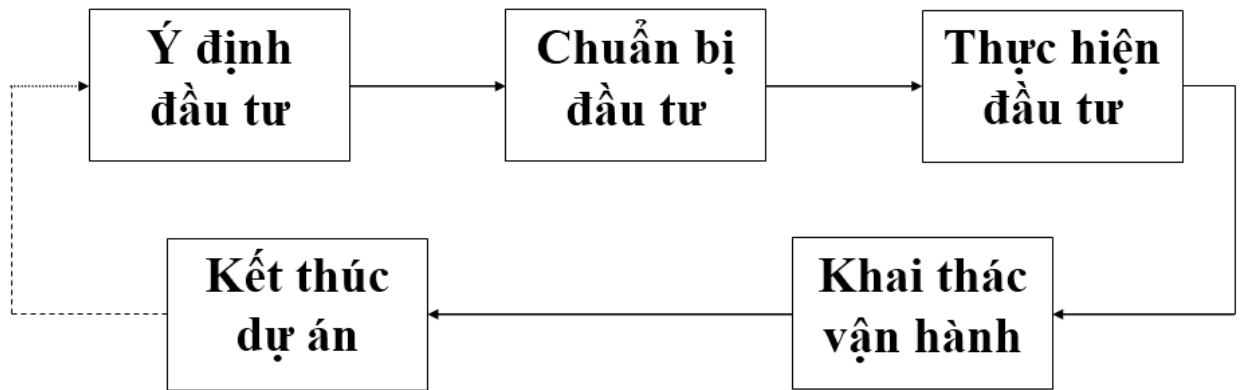 Ý định
đầu tư
Chuẩn bị
đầu tư
Thực hiện
đầu tư
Kết thúc
dự án
Khai thác
vận hành